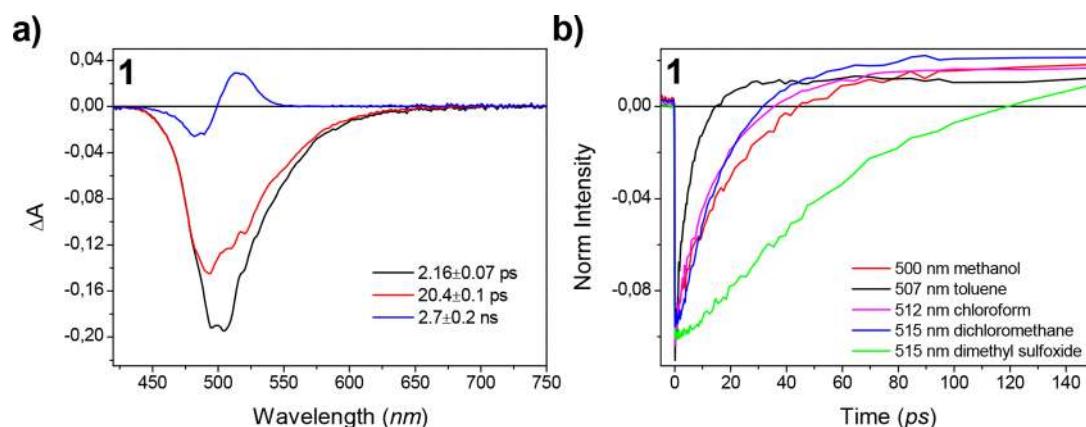 a)
1
0,04
0,00
-0,04
-0,08
-0,12
-0,16
-0,20
ΔA
2.16±0.07 ps
20.4±0.1 ps
2.7±0.2 ns
450 500 550 600 650 700 750
Wavelength (nm)
b)
1
0,00
-0,04
-0,08
Norm Intensity
500 nm methanol
507 nm toluene
512 nm chloroform
515 nm dichloromethane
515 nm dimethyl sulfoxide
0 20 40 60 80 100 120 140
Time (ps)